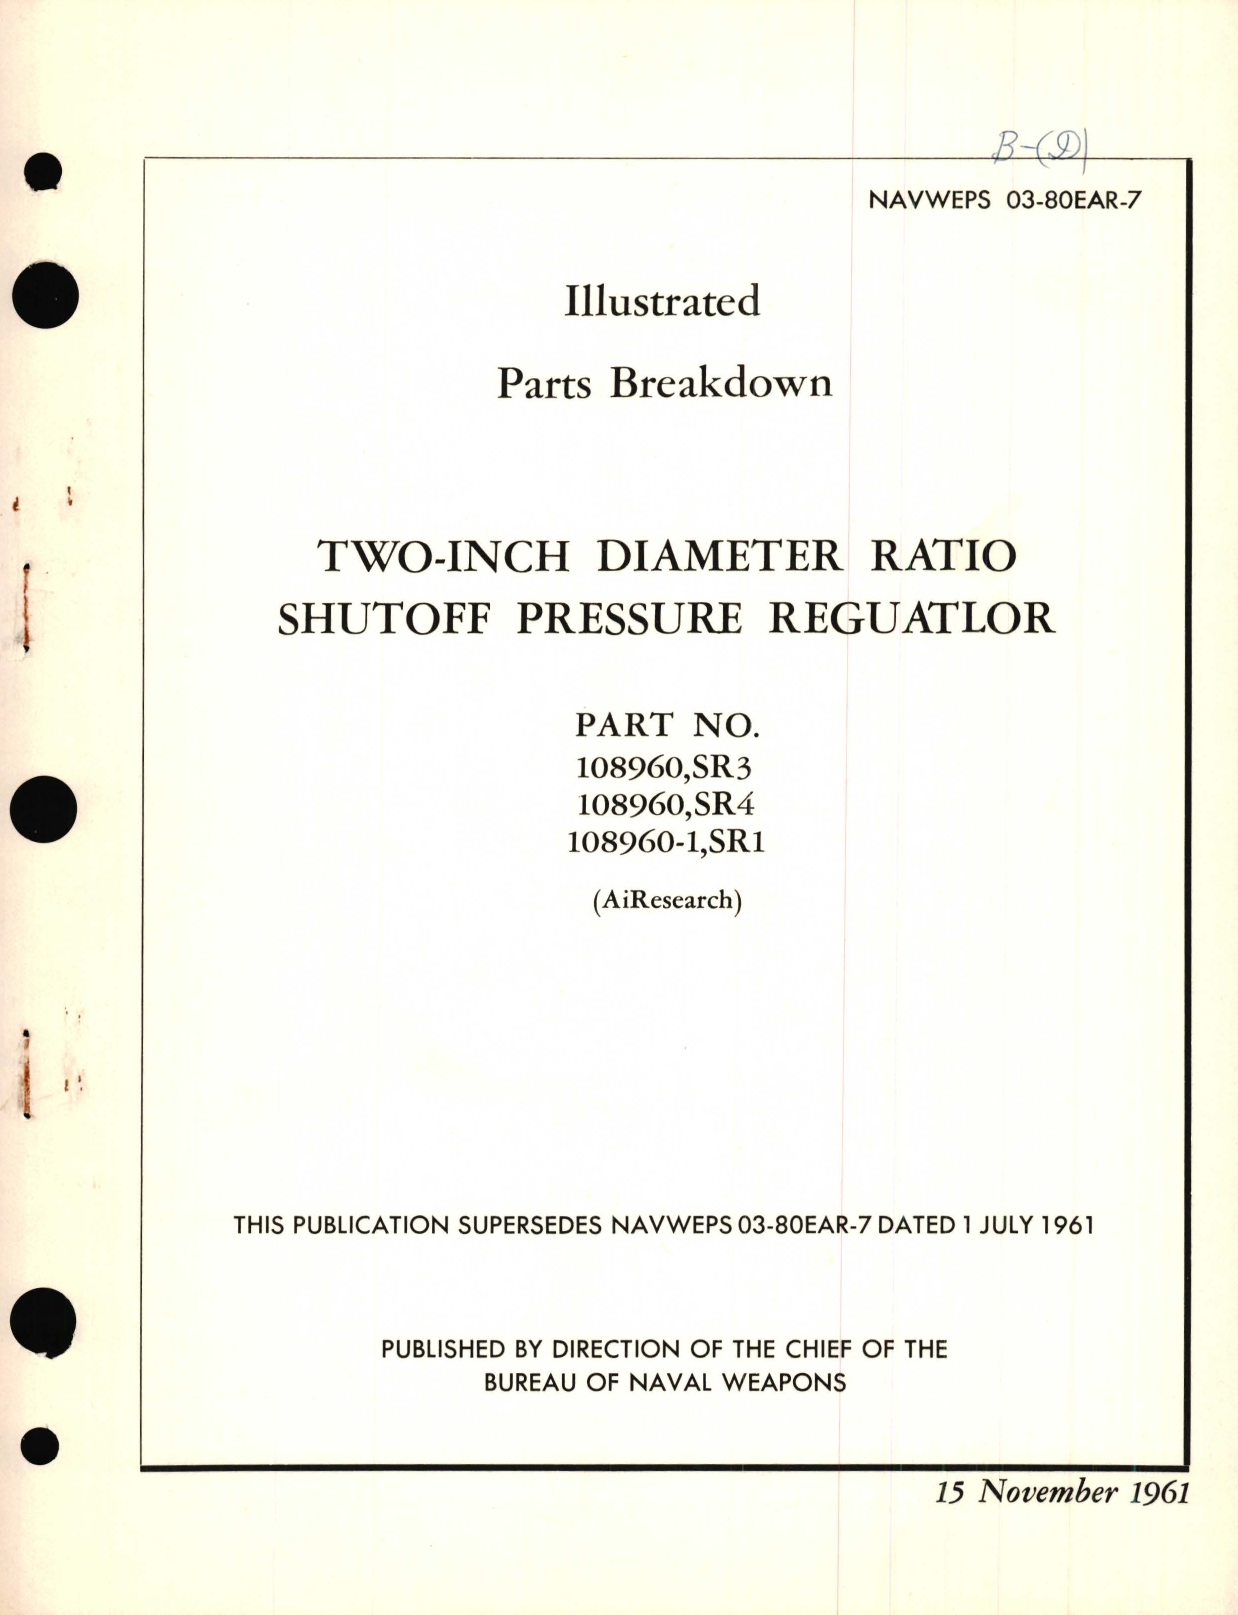 B-(D)
NAVWEPS 03-80EAR-7
Illustrated
Parts Breakdown
TWO-INCH DIAMETER RATIO
SHUTOFF PRESSURE REGUATLOR
PART NO.
108960,SR3
108960,SR4
108960-1,SR1
(AiResearch)
THIS PUBLICATION SUPERSEDES NAVWEPS 03-80EAR-7 DATED 1 JULY 1961
PUBLISHED BY DIRECTION OF THE CHIEF OF THE
BUREAU OF NAVAL WEAPONS
15 November 1961